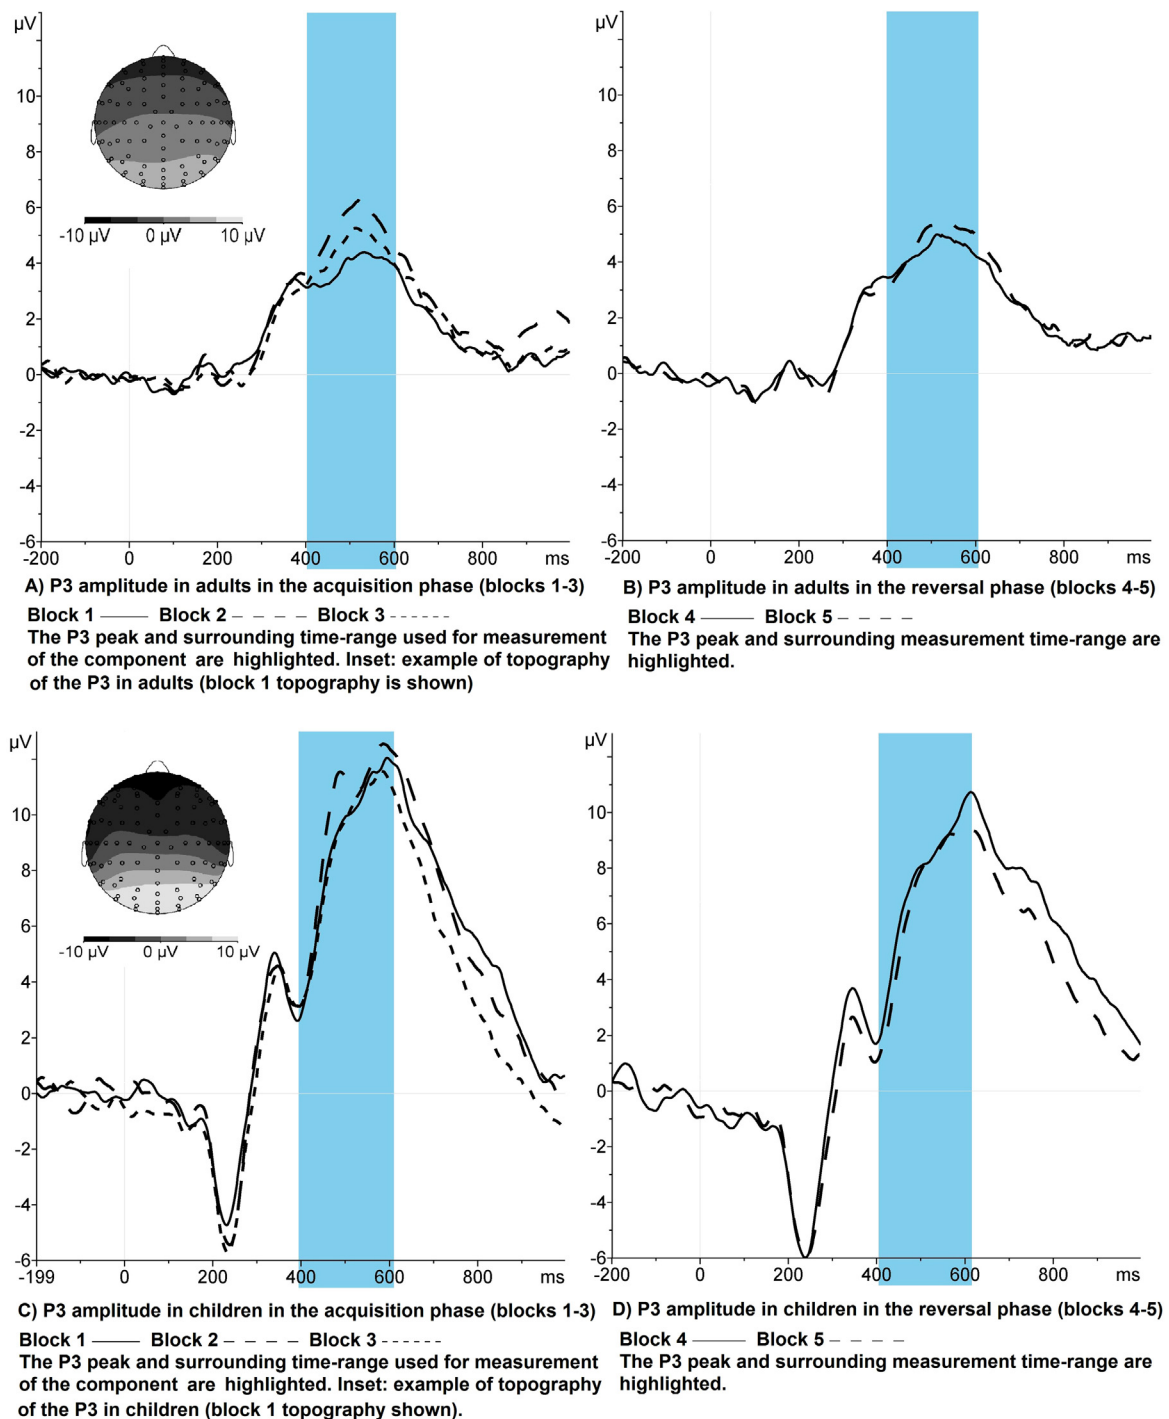 µV
10
8
6
4
2
0
-2
-4
-6
-10 µV 0 µV 10 µV
-200 0 200 400 600 800 ms
A) P3 amplitude in adults in the acquisition phase (blocks 1-3)
Block 1 Block 2 Block 3
The P3 peak and surrounding time-range used for measurement
of the component are highlighted. Inset: example of topography
of the P3 in adults (block 1 topography is shown)
µV
10
8
6
4
2
0
-2
-4
-6
-200 0 200 400 600 800 ms
B) P3 amplitude in adults in the reversal phase (blocks 4-5)
Block 4 Block 5
The P3 peak and surrounding measurement time-range are
highlighted.
µV
10
8
6
4
2
0
-2
-4
-6
-10 µV 0 µV 10 µV
-199 0 200 400 600 800 ms
C) P3 amplitude in children in the acquisition phase (blocks 1-3)
Block 1 Block 2 Block 3
The P3 peak and surrounding time-range used for measurement
of the component are highlighted. Inset: example of topography
of the P3 in children (block 1 topography shown).
µV
10
8
6
4
2
0
-2
-4
-6
-200 0 200 400 600 800 ms
D) P3 amplitude in children in the reversal phase (blocks 4-5)
Block 4 Block 5
The P3 peak and surrounding measurement time-range are
highlighted.